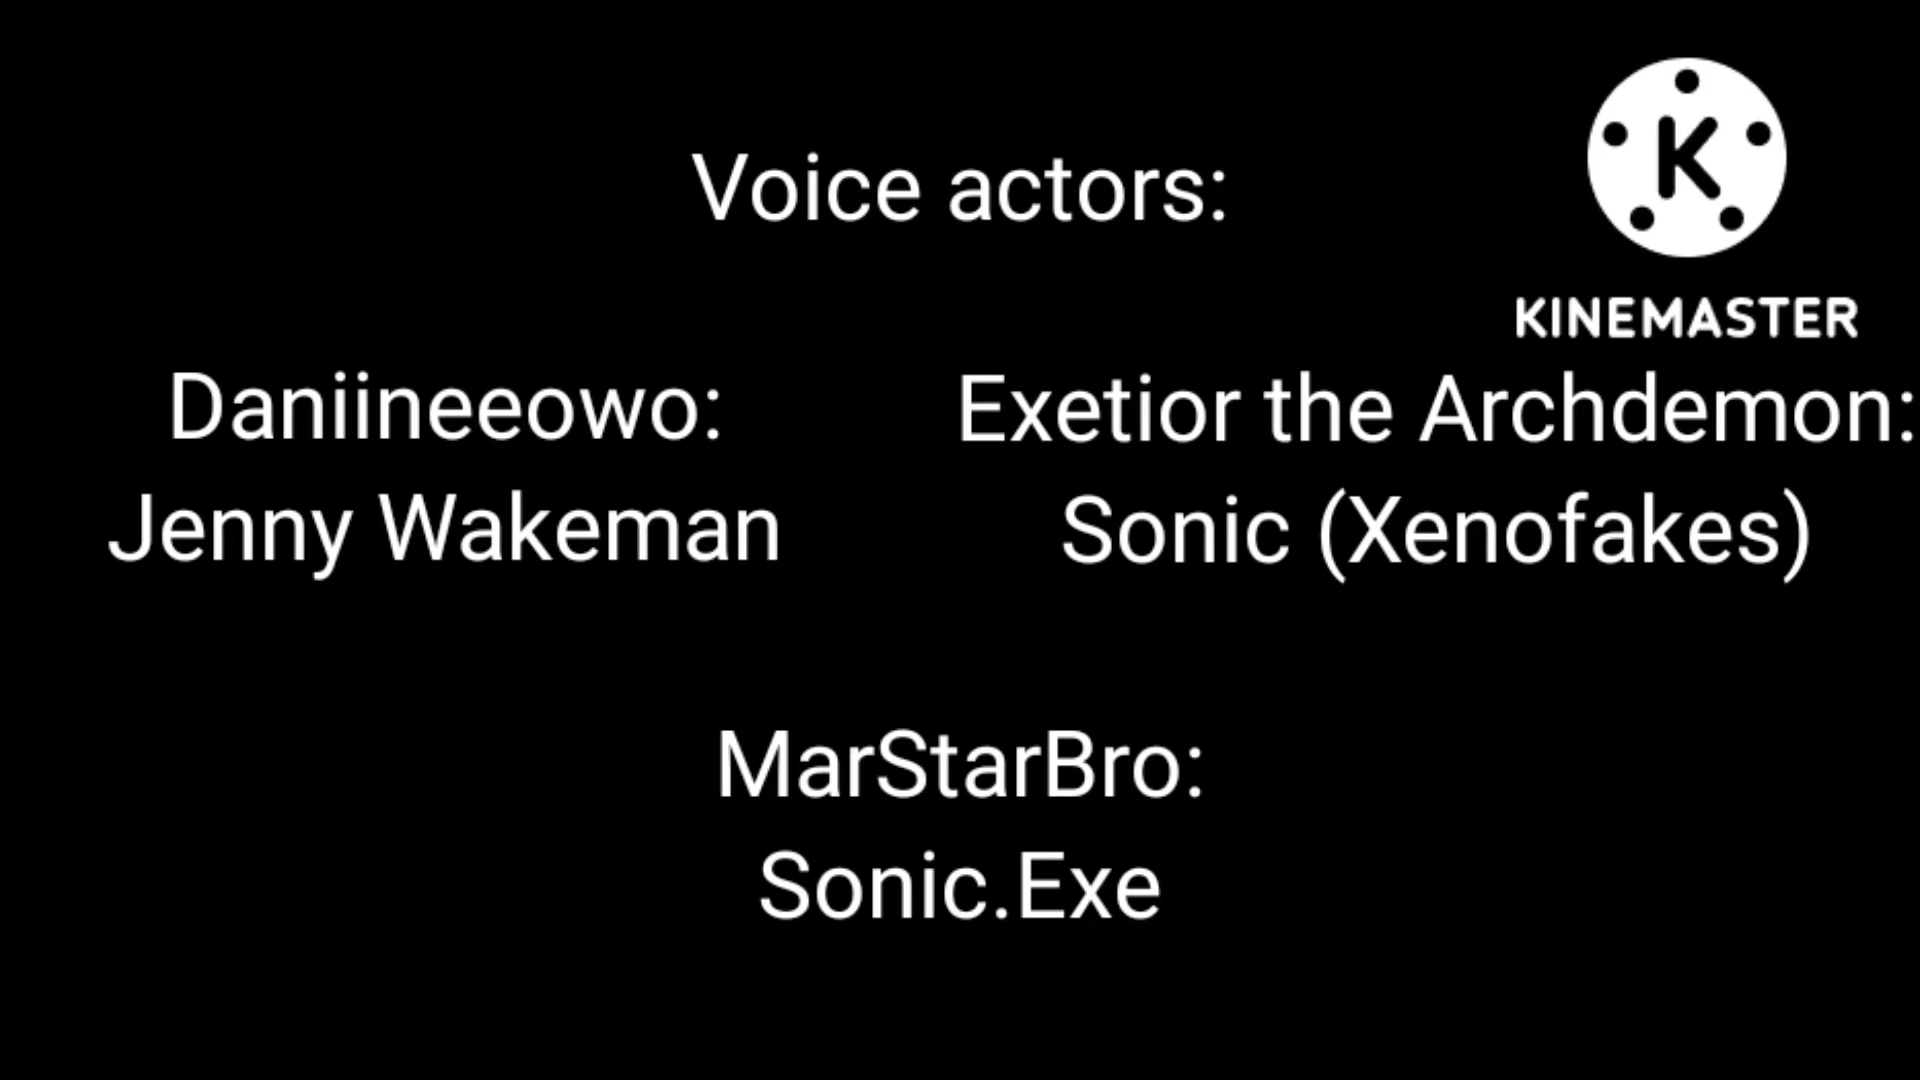 Voice actors:
K
KINEMASTER
Daniineeowo:
Jenny Wakeman
Exetior the Archdemon:
Sonic (Xenofakes)
MarStarBro:
Sonic.Exe